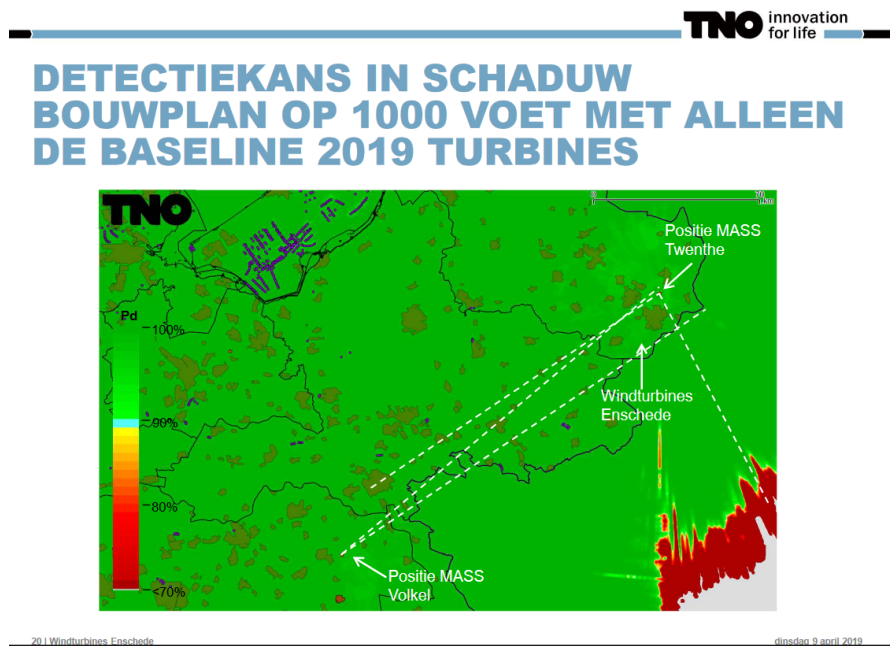 TNO innovation
for life
DETECTIEKANS IN SCHADUW
BOUWPLAN OP 1000 VOET MET ALLEEN
DE BASELINE 2019 TURBINES
TNO
Positie MASS
Twenthe
Pd
100%
90%
80%
<70%
Windturbines
Enschede
Positie MASS
Volkel
20 | Windturbines Enschede
dinsdag 9 april 2019